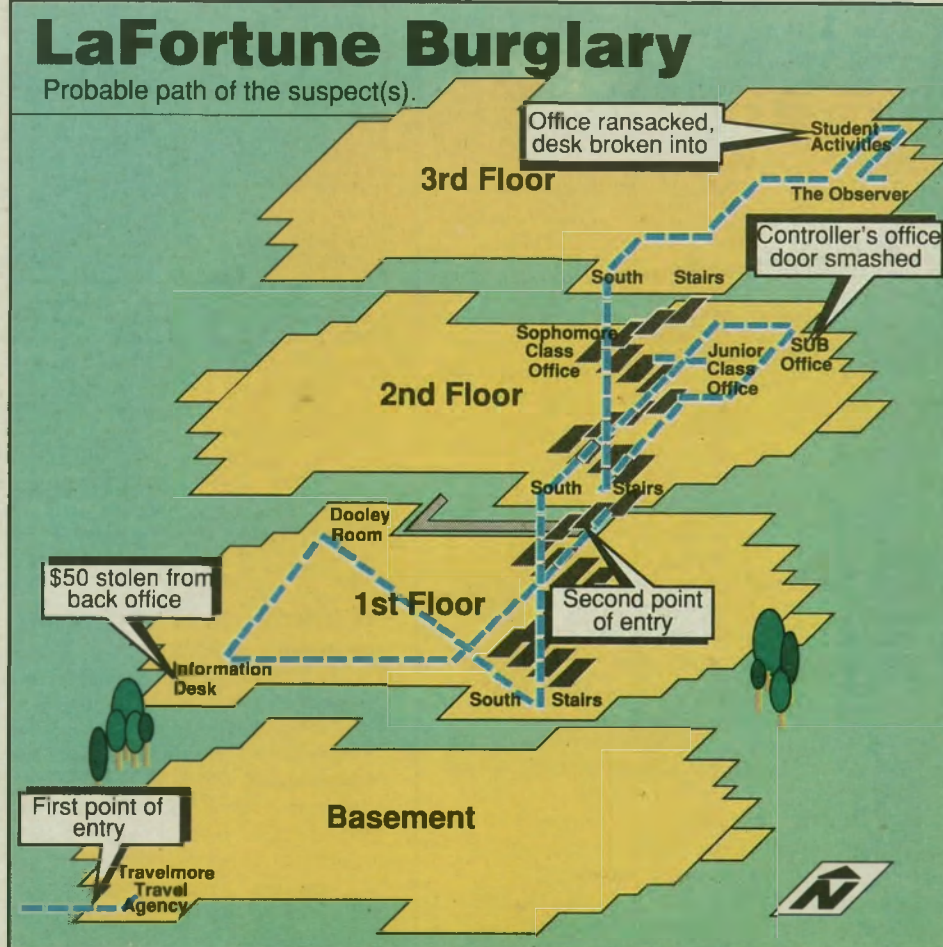 LaFortune Burglary
Probable path of the suspect(s).
Office ransacked,
desk broken into
Student
Activities
3rd Floor
The Observer
Controller's office
door smashed
South Stairs
Sophomore
Class
Office
Junior
Class
Office
SUB
Office
2nd Floor
South Stairs
Dooley
Room
$50 stolen from
back office
1st Floor
Second point
of entry
Information
Desk
South Stairs
First point of
entry
Basement
Travelmore
Travel
Agency
N